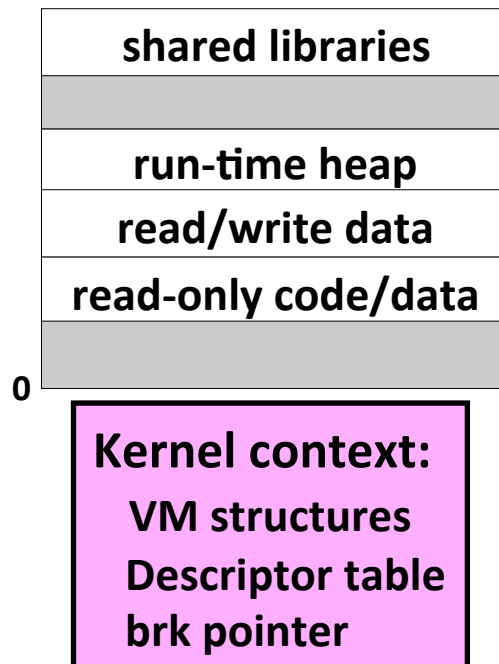 shared libraries
run-time heap
read/write data
read-only code/data
0
Kernel context:
VM structures
Descriptor table
brk pointer